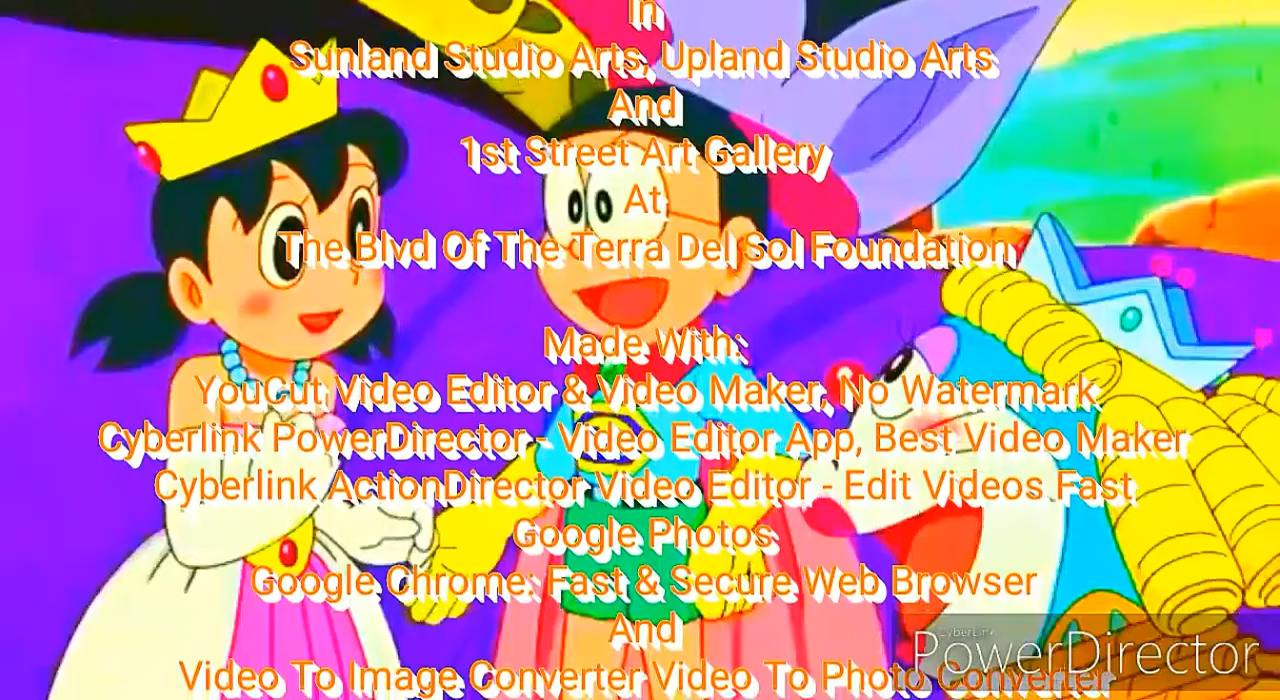 In
Sunland Studio Arts, Upland Studio Arts
And
1st Street Art Gallery
At
The Blvd Of The Terra Del Sol Foundation
Made With:
YouCut Video Editor & Video Maker, No Watermark
Cyberlink PowerDirector - Video Editor App, Best Video Maker
Cyberlink ActionDirector Video Editor - Edit Videos Fast
Google Photos
Google Chrome: Fast & Secure Web Browser
And
Video To Image Converter Video To Photo Converter
CyberLink
PowerDirector